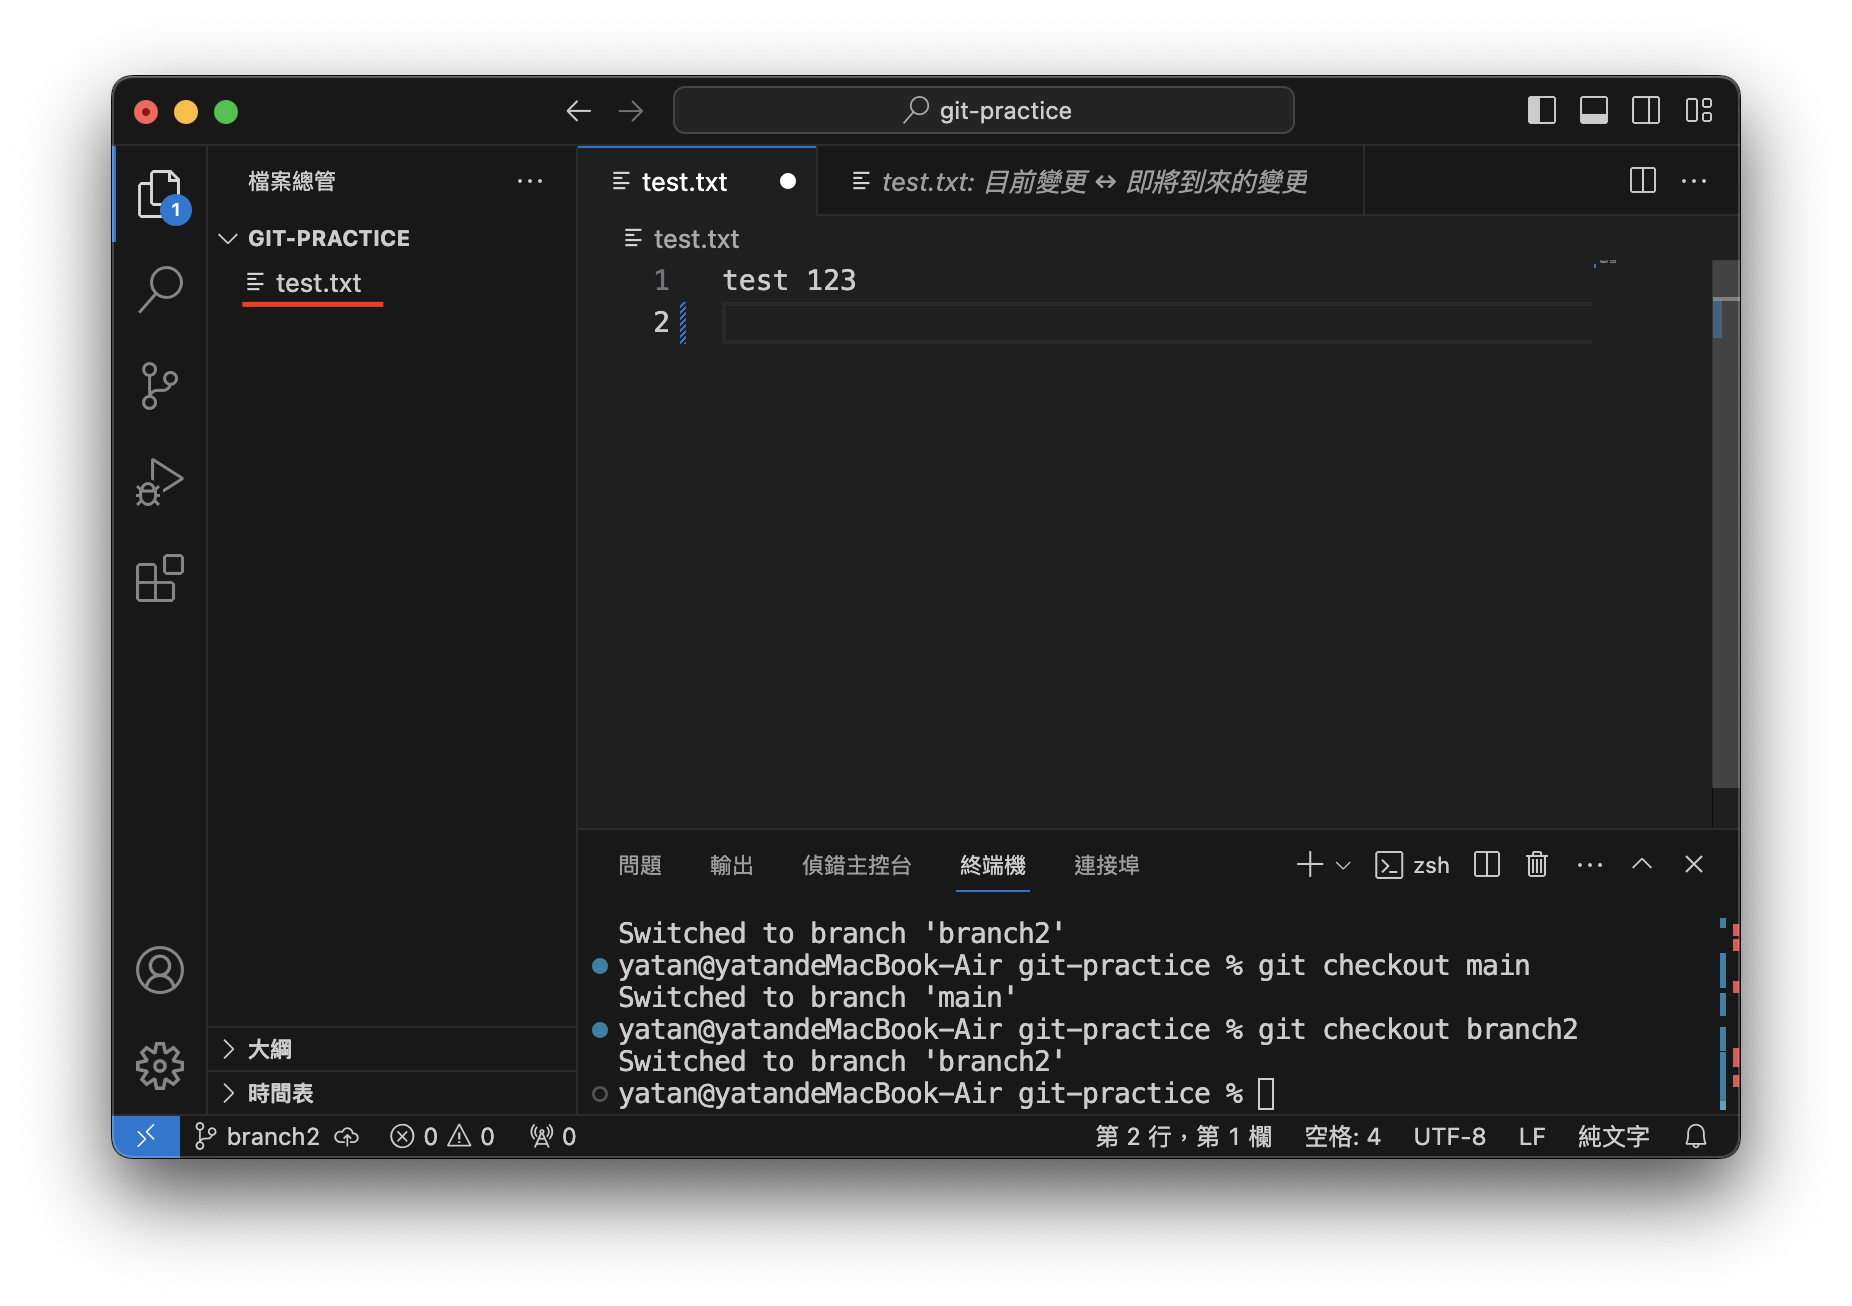 git-practice
檔案總管
GIT-PRACTICE
test.txt
1
大綱
時間表
test.txt
test.txt: 目前變更 ↔ 即將到來的變更
test.txt
1 test 123
2
問題 輸出 偵錯主控台 終端機 連接埠
zsh
Switched to branch 'branch2'
yatan@yatandeMacBook-Air git-practice % git checkout main
Switched to branch 'main'
yatan@yatandeMacBook-Air git-practice % git checkout branch2
Switched to branch 'branch2'
yatan@yatandeMacBook-Air git-practice %
branch2 0 0 0 第 2 行，第 1 欄 空格: 4 UTF-8 LF 純文字